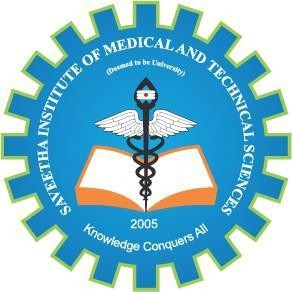 SAVEETHA INSTITUTE OF MEDICAL AND TECHNICAL SCIENCES
(Deemed to be University)
2005
Knowledge Conquers All